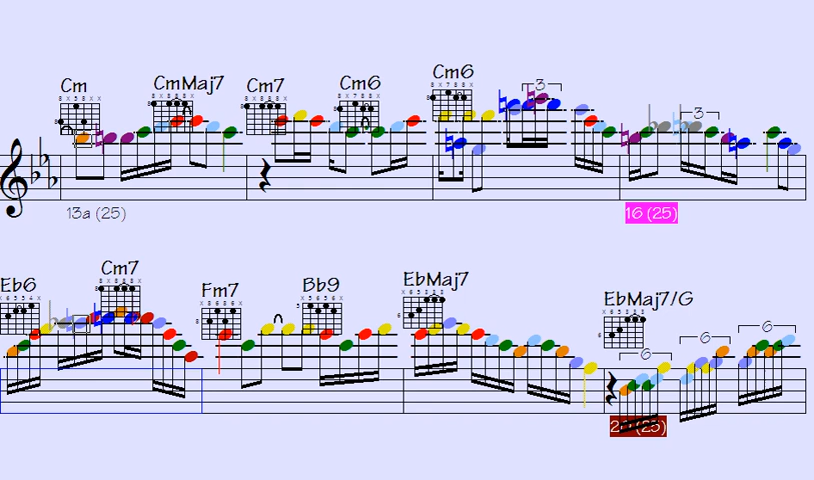 Cm CmMaj7 Cm7 Cm6 Cm6
3 3
13a (25) 16 (25)
Eb6 Cm7 Fm7 Bb9 EbMaj7 EbMaj7/G
6 6 6
(25)